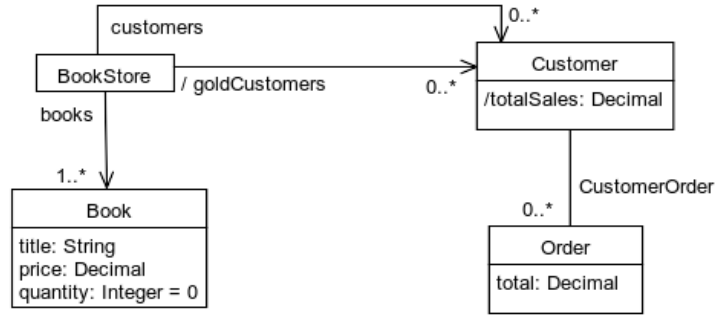 customers
0..*
BookStore
/ goldCustomers
0..*
Customer
/totalSales: Decimal
books
1..*
Book
title: String
price: Decimal
quantity: Integer = 0
CustomerOrder
0..*
Order
total: Decimal